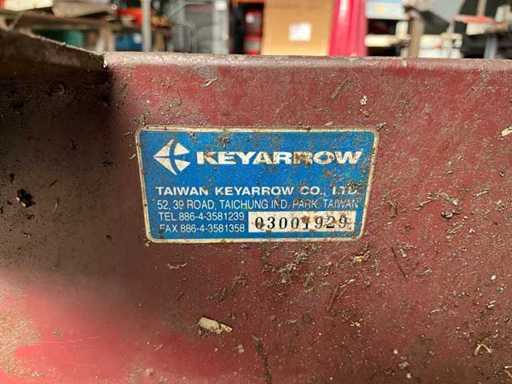 KEYARROW
TAIWAN KEYARROW CO., LTD.
52, 39 ROAD, TAICHUNG IND. PARK, TAIWAN
TEL 886-4-3581239
FAX 886-4-3581358 03001929